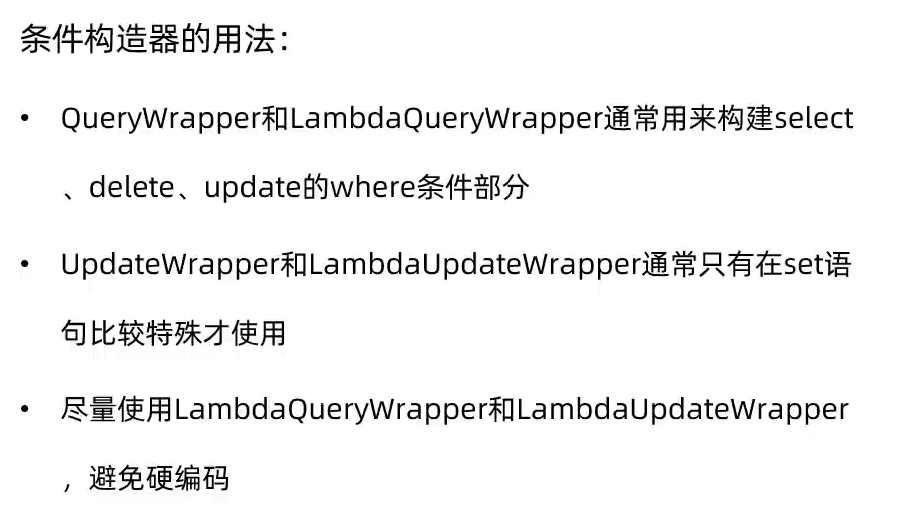 条件构造器的用法：
• QueryWrapper和LambdaQueryWrapper通常用来构建select
、delete、update的where条件部分
• UpdateWrapper和LambdaUpdateWrapper通常只有在set语
句比较特殊才使用
• 尽量使用LambdaQueryWrapper和LambdaUpdateWrapper
，避免硬编码